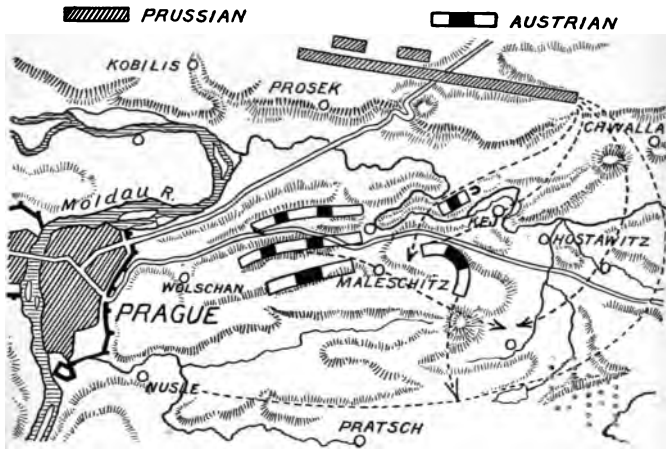 PRUSSIAN
AUSTRIAN
KOBILIS
PROSEK
CHWALLA
Moldau R.
KEJ
HOSTAWITZ
WOLSCHAN
MALESCHITZ
PRAGUE
NUSLE
PRATSCH